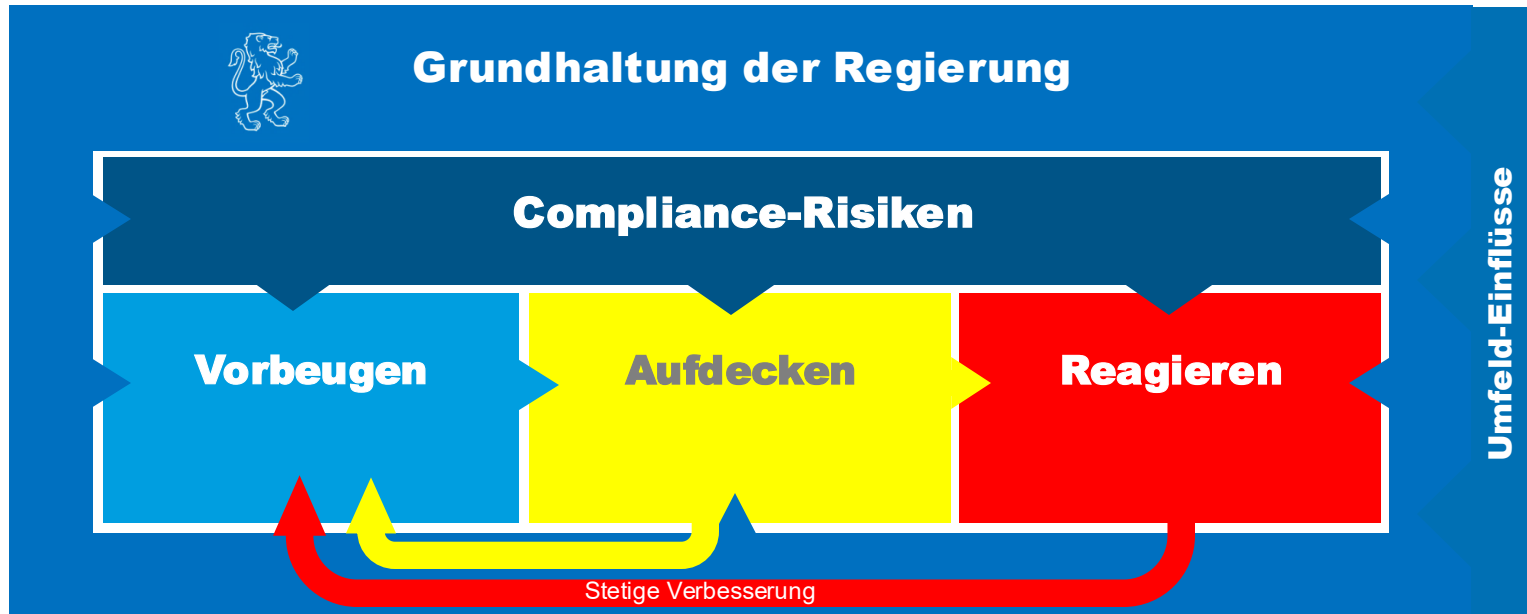 Grundhaltung der Regierung
Compliance-Risiken
Vorbeugen
Aufdecken
Reagieren
Stetige Verbesserung
Umfeld-Einflüsse